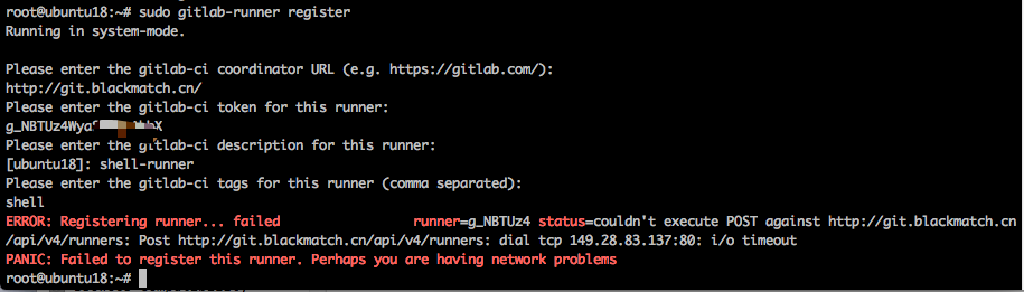 root@ubuntu18:~# sudo gitlab-runner register
Running in system-mode.
Please enter the gitlab-ci coordinator URL (e.g. https://gitlab.com/):
http://git.blackmatch.cn/
Please enter the gitlab-ci token for this runner:
Please enter the gitlab-ci description for this runner:
[ubuntu18]: shell-runner
Please enter the gitlab-ci tags for this runner (comma separated):
shell
ERROR: Registering runner... failed runner=g_NBTUz4 status=couldn't execute POST against http://git.blackmatch.cn
/api/v4/runners: Post http://git.blackmatch.cn/api/v4/runners: dial tcp 149.28.83.137:80: i/o timeout
PANIC: Failed to register this runner. Perhaps you are having network problems
root@ubuntu18:~#